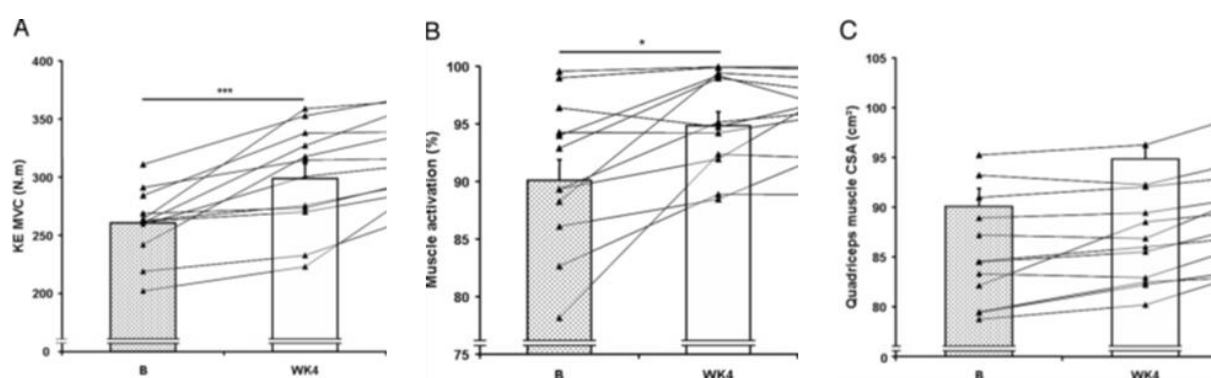 A
KE MVC (N.m)
400
350
300
250
200
0
***
B
WK4
B
Muscle activation (%)
100
95
90
85
80
75
*
B
WK4
C
Quadriceps muscle CSA (cm²)
105
100
95
90
85
80
0
B
WK4